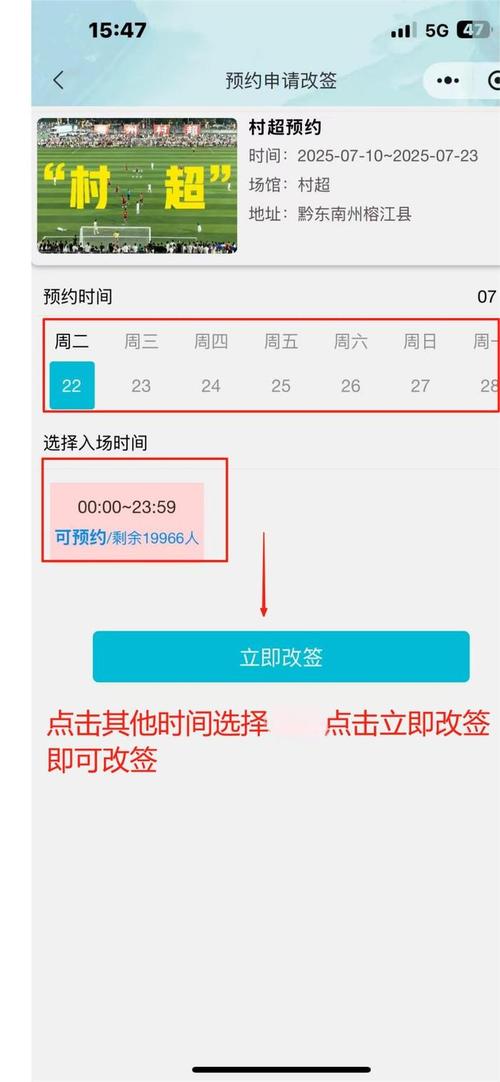 15:47
5G 47
预约申请改签
贵州村超
“村超”
村超预约
时间：2025-07-10~2025-07-23
场馆：村超
地址：黔东南州榕江县
预约时间
07
周二 周三 周四 周五 周六 周日 周一
22 23 24 25 26 27 28
选择入场时间
00:00~23:59
可预约/剩余19966人
立即改签
点击其他时间选择 点击立即改签
即可改签